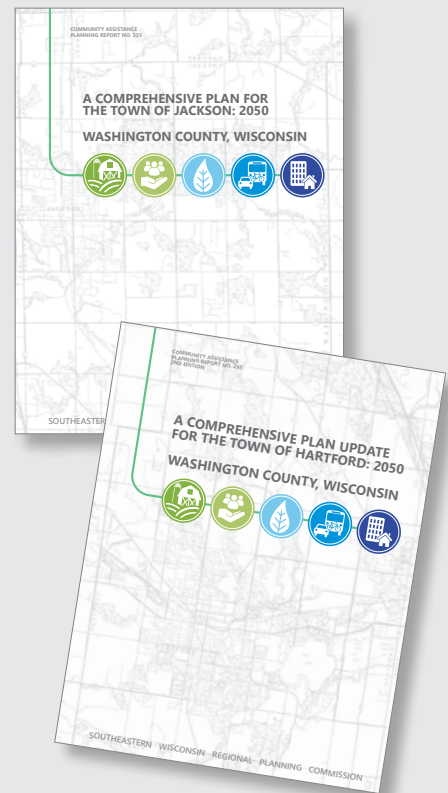 COMMUNITY ASSISTANCE
PLANNING REPORT NO. 335
A COMPREHENSIVE PLAN FOR
THE TOWN OF JACKSON: 2050
WASHINGTON COUNTY, WISCONSIN
SOUTHEASTER
COMMUNITY ASSISTANCE
PLANNING REPORT NO.
2ND EDITION
A COMPREHENSIVE PLAN UPDATE
FOR THE TOWN OF HARTFORD: 2050
WASHINGTON COUNTY, WISCONSIN
SOUTHEASTERN WISCONSIN REGIONAL PLANNING COMMISSION